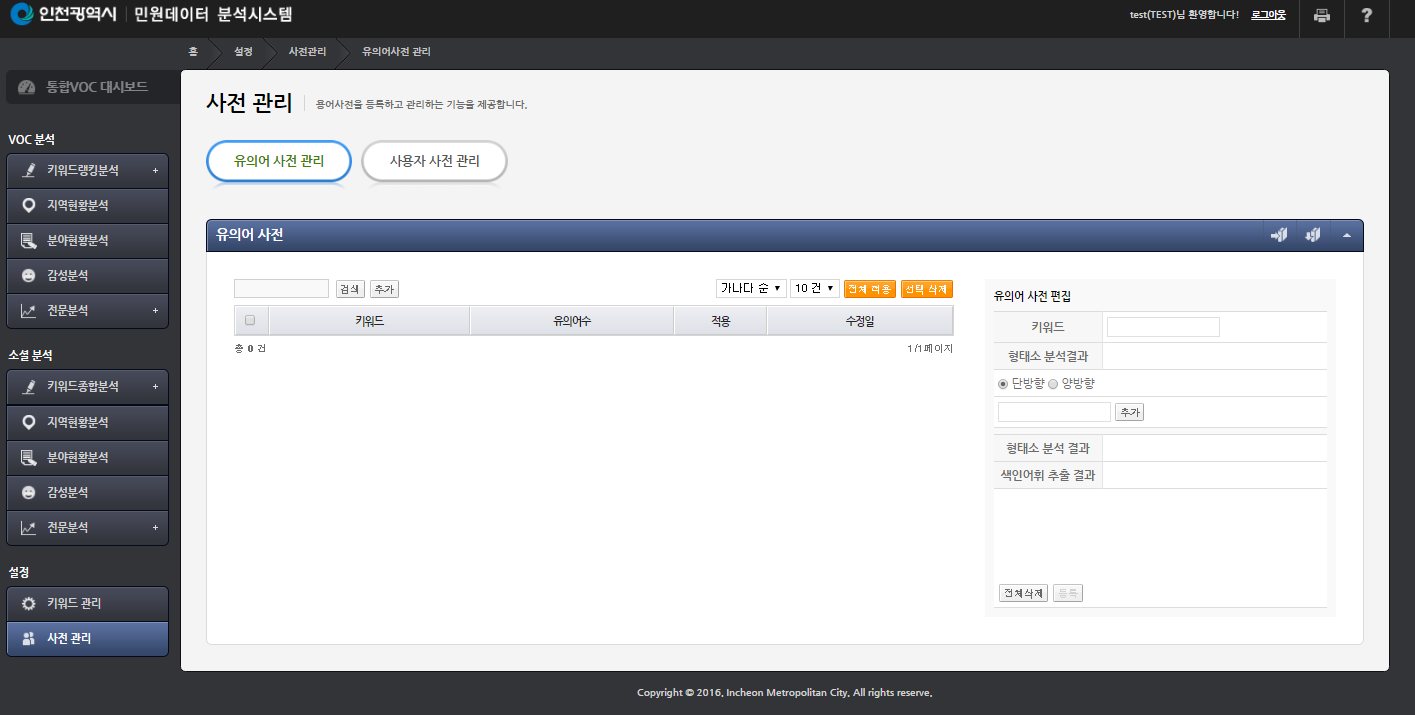 인천광역시 민원데이터 분석시스템
test(TEST)님 환영합니다! 로그아웃 ?
홈 설정 사전관리 유의어사전 관리
통합VOC 대시보드
VOC 분석
키워드랭킹분석 +
지역현황분석
분야현황분석
감성분석
전문분석 +
소셜 분석
키워드종합분석 +
지역현황분석
분야현황분석
감성분석
전문분석 +
설정
키워드 관리
사전 관리
사전 관리 용어사전을 등록하고 관리하는 기능을 제공합니다.
유의어 사전 관리 사용자 사전 관리
유의어 사전
검색 추가 가나다 순 10 건 전체 적용 선택 삭제
키워드 유의어수 적용 수정일
총 0 건 1/1페이지
유의어 사전 편집
키워드
형태소 분석결과
단방향 양방향
추가
형태소 분석 결과
색인어휘 추출 결과
전체삭제 등록
Copyright © 2016. Incheon Metropolitan City. All rights reserve.